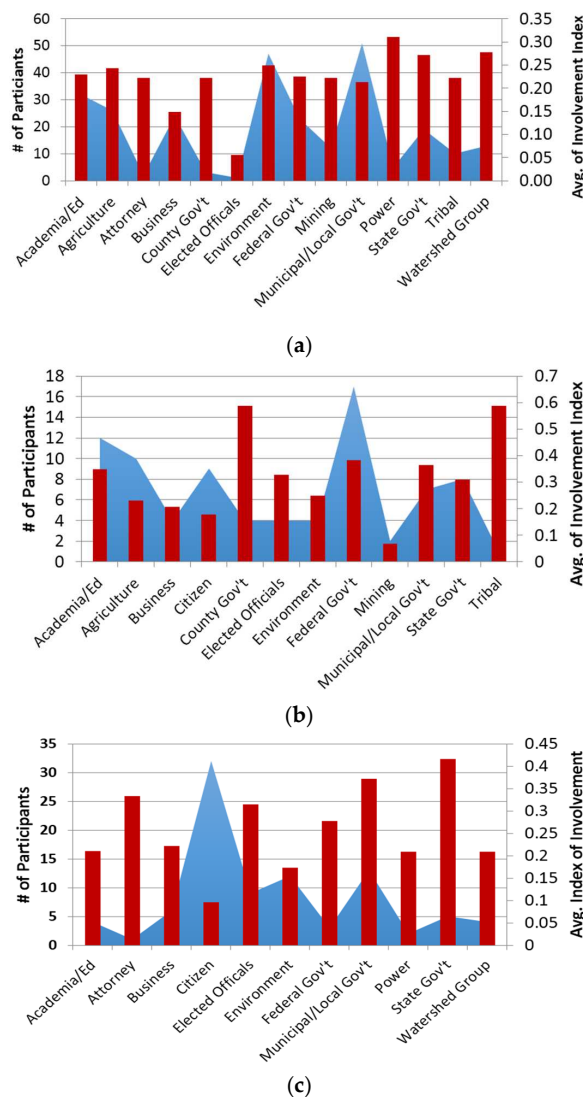 60
50
40
30
20
10
0
# of Particiants
0.35
0.30
0.25
0.20
0.15
0.10
0.05
0.00
Avg. of Involvement Index
Academia/Ed
Agriculture
Attorney
Business
County Gov't
Elected Officals
Environment
Federal Gov't
Mining
Municipal/Local Gov't
Power
State Gov't
Tribal
Watershed Group
(a)
18
16
14
12
10
8
6
4
2
0
# of Participants
0.7
0.6
0.5
0.4
0.3
0.2
0.1
0
Avg. of Involvement Index
Academia/Ed
Agriculture
Business
Citizen
County Gov't
Elected Officials
Environment
Federal Gov't
Mining
Municipal/Local Gov't
State Gov't
Tribal
(b)
35
30
25
20
15
10
5
0
# of Participants
0.45
0.4
0.35
0.3
0.25
0.2
0.15
0.1
0.05
0
Avg. Index of Involvement
Academia/Ed
Attorney
Business
Citizen
Elected Officals
Environment
Federal Gov't
Municipal/Local Gov't
Power
State Gov't
Watershed Group
(c)